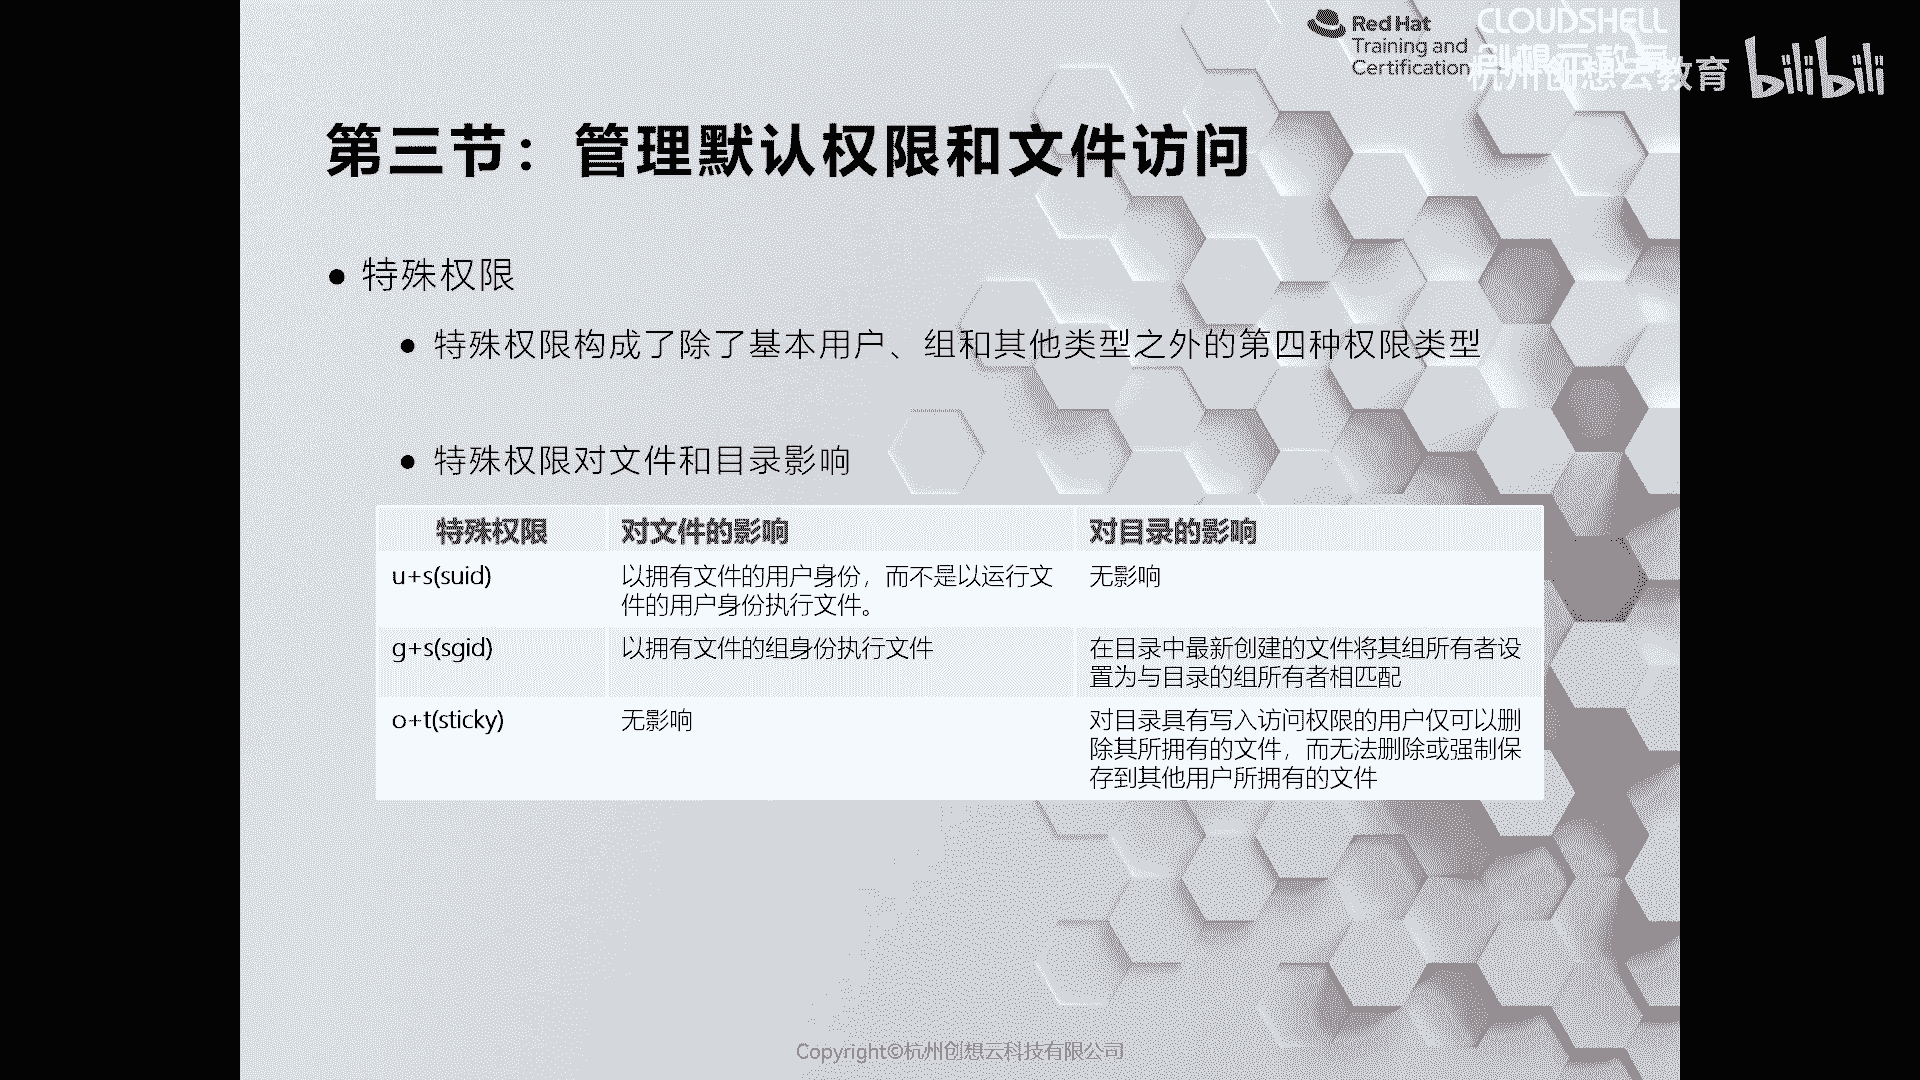 Red Hat
Training and
Certification
CLOUDSHELL
创想云教育
杭州创想云教育
bilibili
第三节：管理默认权限和文件访问
● 特殊权限
● 特殊权限构成了除了基本用户、组和其他类型之外的第四种权限类型
● 特殊权限对文件和目录影响
特殊权限 对文件的影响 对目录的影响
u+s(suid) 以拥有文件的用户身份，而不是以运行文 无影响
件的用户身份执行文件。
g+s(sgid) 以拥有文件的组身份执行文件 在目录中最新创建的文件将其组所有者设
置为与目录的组所有者相匹配
o+t(sticky) 无影响 对目录具有写入访问权限的用户仅可以删
除其所拥有的文件，而无法删除或强制保
存到其他用户所拥有的文件
Copyright©杭州创想云科技有限公司